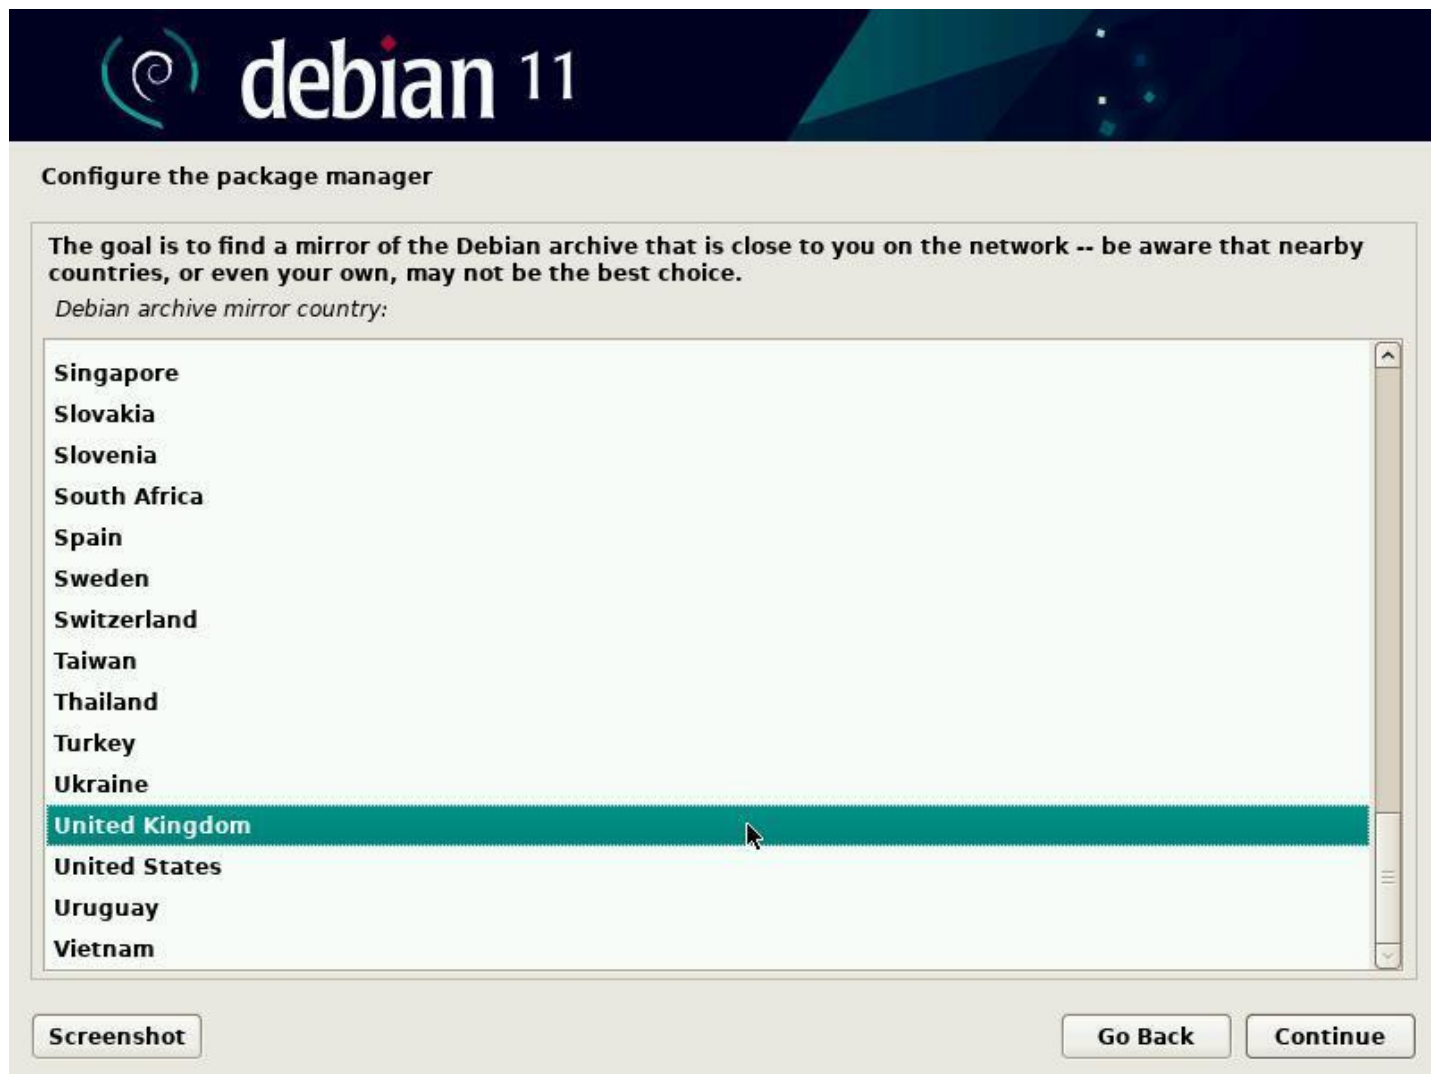 debian 11
Configure the package manager
The goal is to find a mirror of the Debian archive that is close to you on the network -- be aware that nearby
countries, or even your own, may not be the best choice.
Debian archive mirror country:
Singapore
Slovakia
Slovenia
South Africa
Spain
Sweden
Switzerland
Taiwan
Thailand
Turkey
Ukraine
United Kingdom
United States
Uruguay
Vietnam
Screenshot Go Back Continue